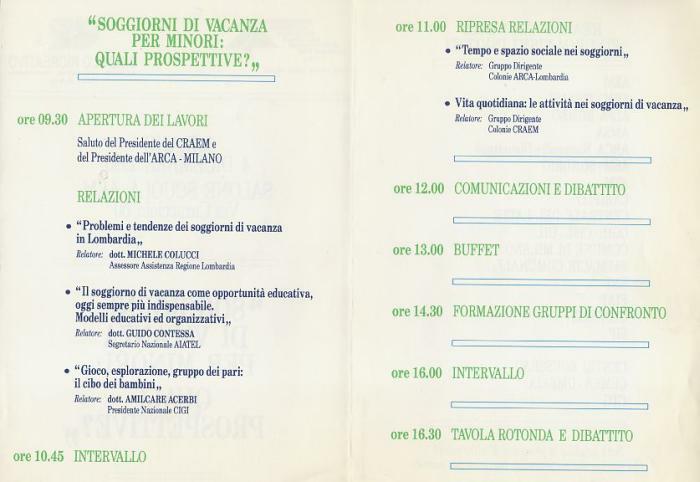 “SOGGIORNI DI VACANZA
PER MINORI:
QUALI PROSPETTIVE?„
ore 09.30 APERTURA DEI LAVORI
Saluto del Presidente del CRAEM e
del Presidente dell'ARCA - MILANO
RELAZIONI
• “Problemi e tendenze dei soggiorni di vacanza
in Lombardia„
Relatore: dott. MICHELE COLUCCI
Assessore Assistenza Regione Lombardia
• “Il soggiorno di vacanza come opportunità educativa,
oggi sempre più indispensabile.
Modelli educativi ed organizzativi„
Relatore: dott. GUIDO CONTESSA
Segretario Nazionale AIATEL
• “Gioco, esplorazione, gruppo dei pari:
il cibo dei bambini„
Relatore: dott. AMILCARE ACERBI
Presidente Nazionale CIGI
ore 10.45 INTERVALLO
ore 11.00 RIPRESA RELAZIONI
• “Tempo e spazio sociale nei soggiorni„
Relatore: Gruppo Dirigente
Colonie ARCA-Lombardia
• Vita quotidiana: le attività nei soggiorni di vacanza„
Relatore: Gruppo Dirigente
Colonie CRAEM
ore 12.00 COMUNICAZIONI E DIBATTITO
ore 13.00 BUFFET
ore 14.30 FORMAZIONE GRUPPI DI CONFRONTO
ore 16.00 INTERVALLO
ore 16.30 TAVOLA ROTONDA E DIBATTITO